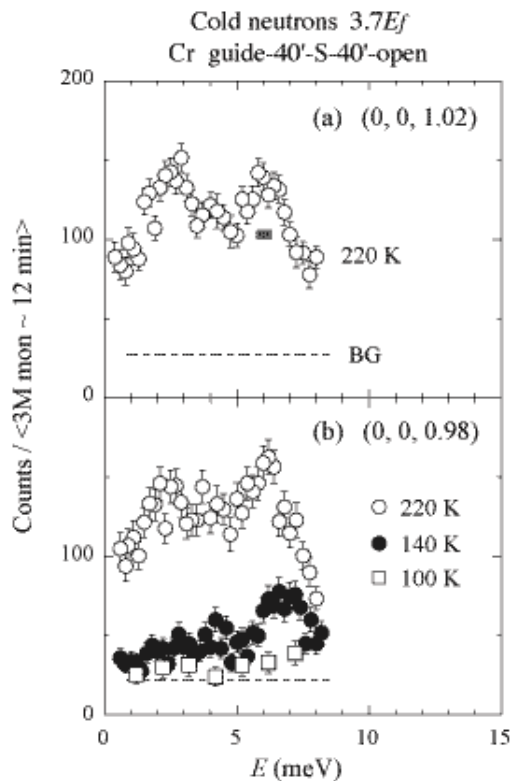 Cold neutrons 3.7Ef
Cr guide-40'-S-40'-open
200
(a) (0, 0, 1.02)
100
220 K
BG
0
(b) (0, 0, 0.98)
220 K
140 K
100 K
100
0
0 5 10 15
E (meV)
Counts / <3M mon ~ 12 min>